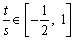 t/s ∈ [ -1/2, 1 ]